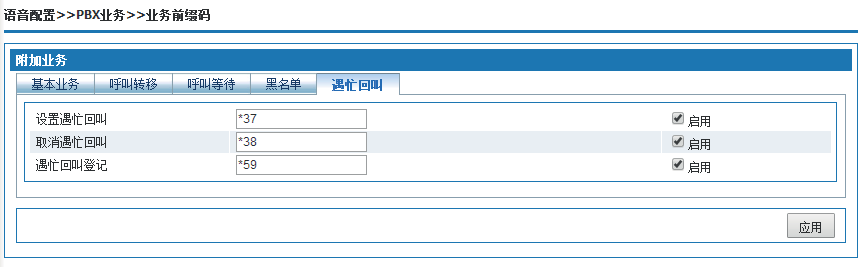 语音配置>>PBX业务>>业务前缀码
附加业务
基本业务 呼叫转移 呼叫等待 黑名单 遇忙回叫
设置遇忙回叫 *37 启用
取消遇忙回叫 *38 启用
遇忙回叫登记 *59 启用
应用